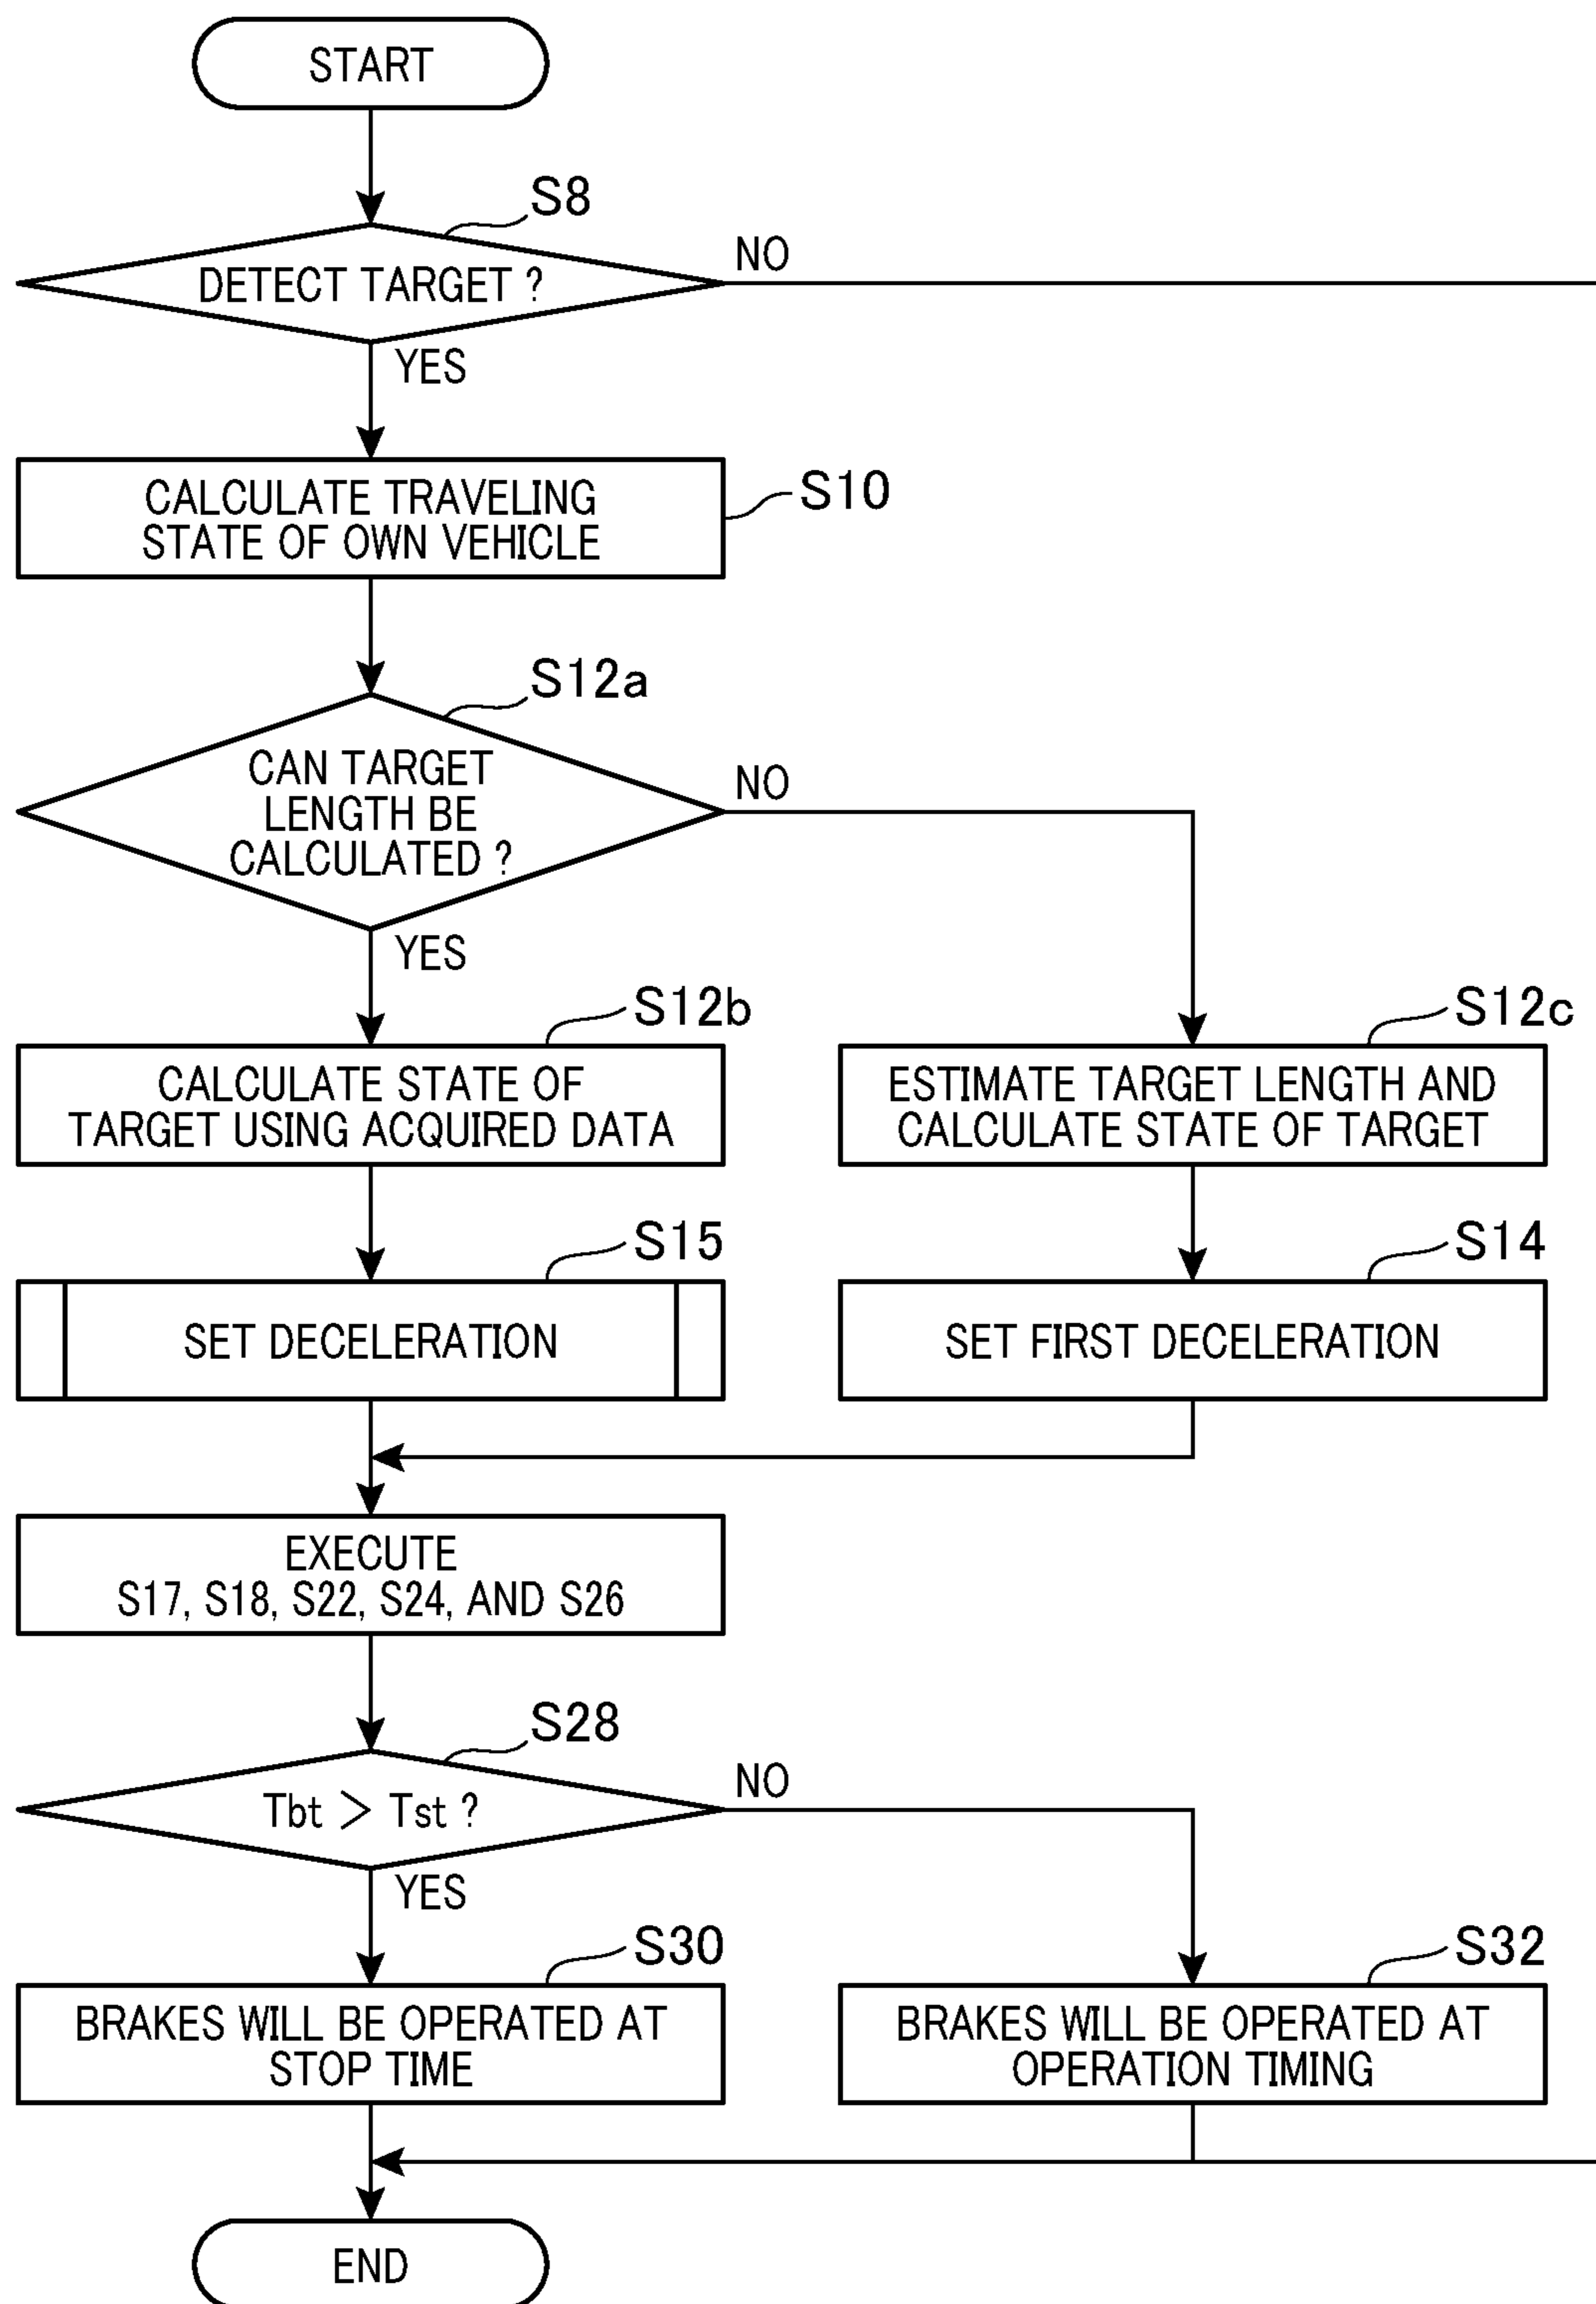 START
S8
DETECT TARGET ?
NO
YES
CALCULATE TRAVELING
STATE OF OWN VEHICLE
S10
S12a
CAN TARGET
LENGTH BE
CALCULATED ?
NO
YES
S12b
CALCULATE STATE OF
TARGET USING ACQUIRED DATA
S12c
ESTIMATE TARGET LENGTH AND
CALCULATE STATE OF TARGET
S15
SET DECELERATION
S14
SET FIRST DECELERATION
EXECUTE
S17, S18, S22, S24, AND S26
S28
Tbt > Tst ?
NO
YES
S30
BRAKES WILL BE OPERATED AT
STOP TIME
S32
BRAKES WILL BE OPERATED AT
OPERATION TIMING
END